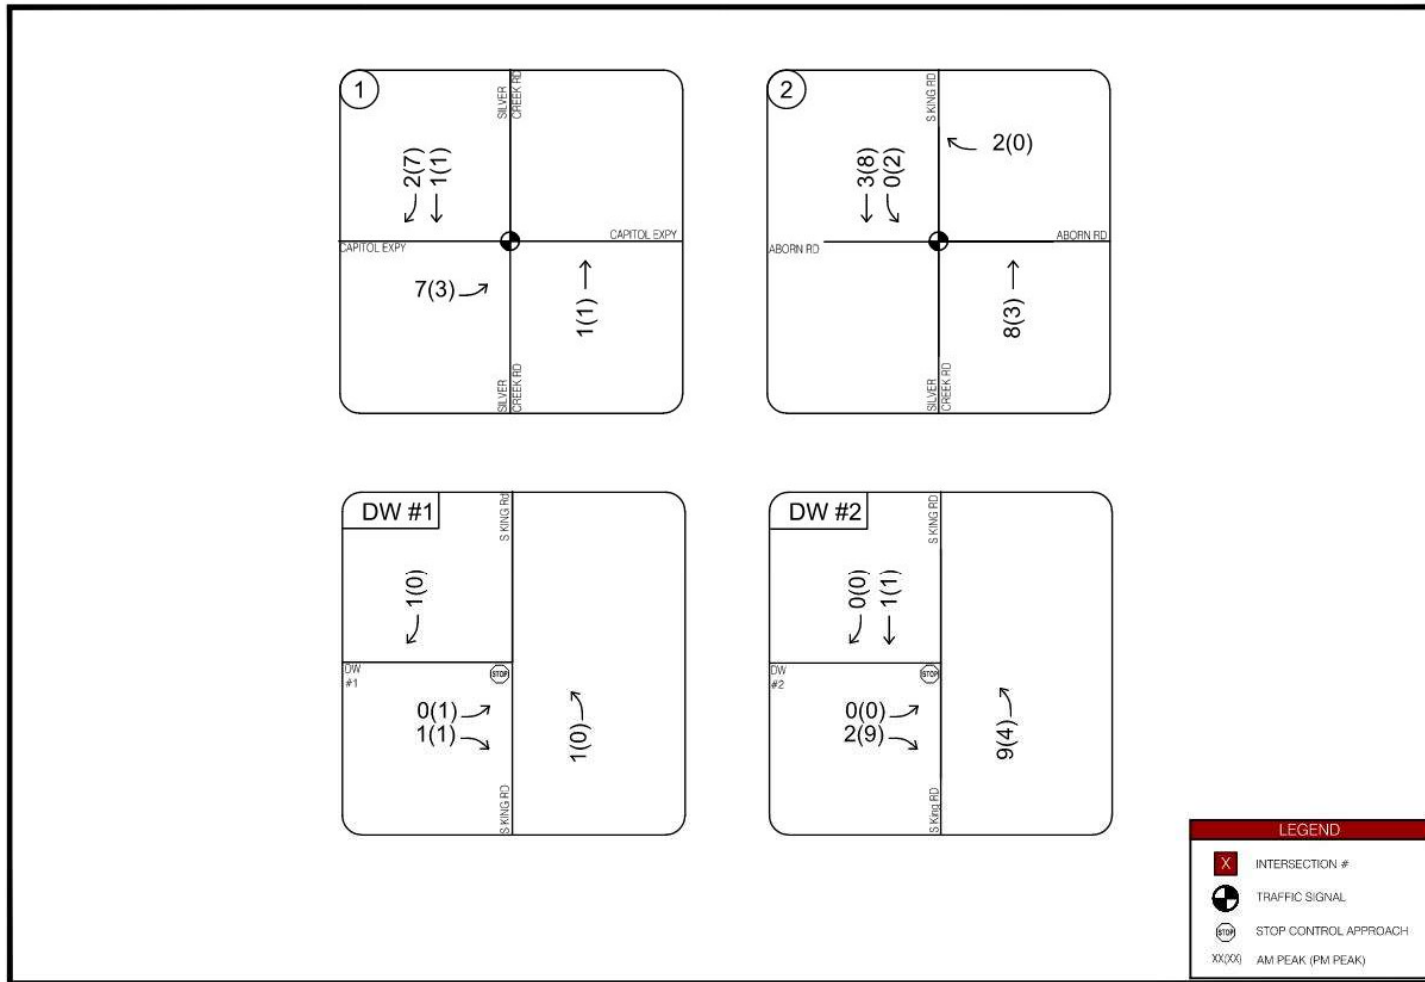 1
SILVER
CREEK RD
2(7)
1(1)
CAPITOL EXPY
CAPITOL EXPY
7(3)
1(1)
SILVER
CREEK RD
2
S KING RD
2(0)
3(8)
0(2)
ABORN RD
ABORN RD
8(3)
SILVER
CREEK RD
DW #1
S KING Rd
1(0)
DW
#1
STOP
0(1)
1(1)
1(0)
S KING RD
DW #2
S KING RD
0(0)
1(1)
DW
#2
STOP
0(0)
2(9)
9(4)
S King RD
LEGEND
X INTERSECTION #
TRAFFIC SIGNAL
STOP STOP CONTROL APPROACH
XX(XX) AM PEAK (PM PEAK)